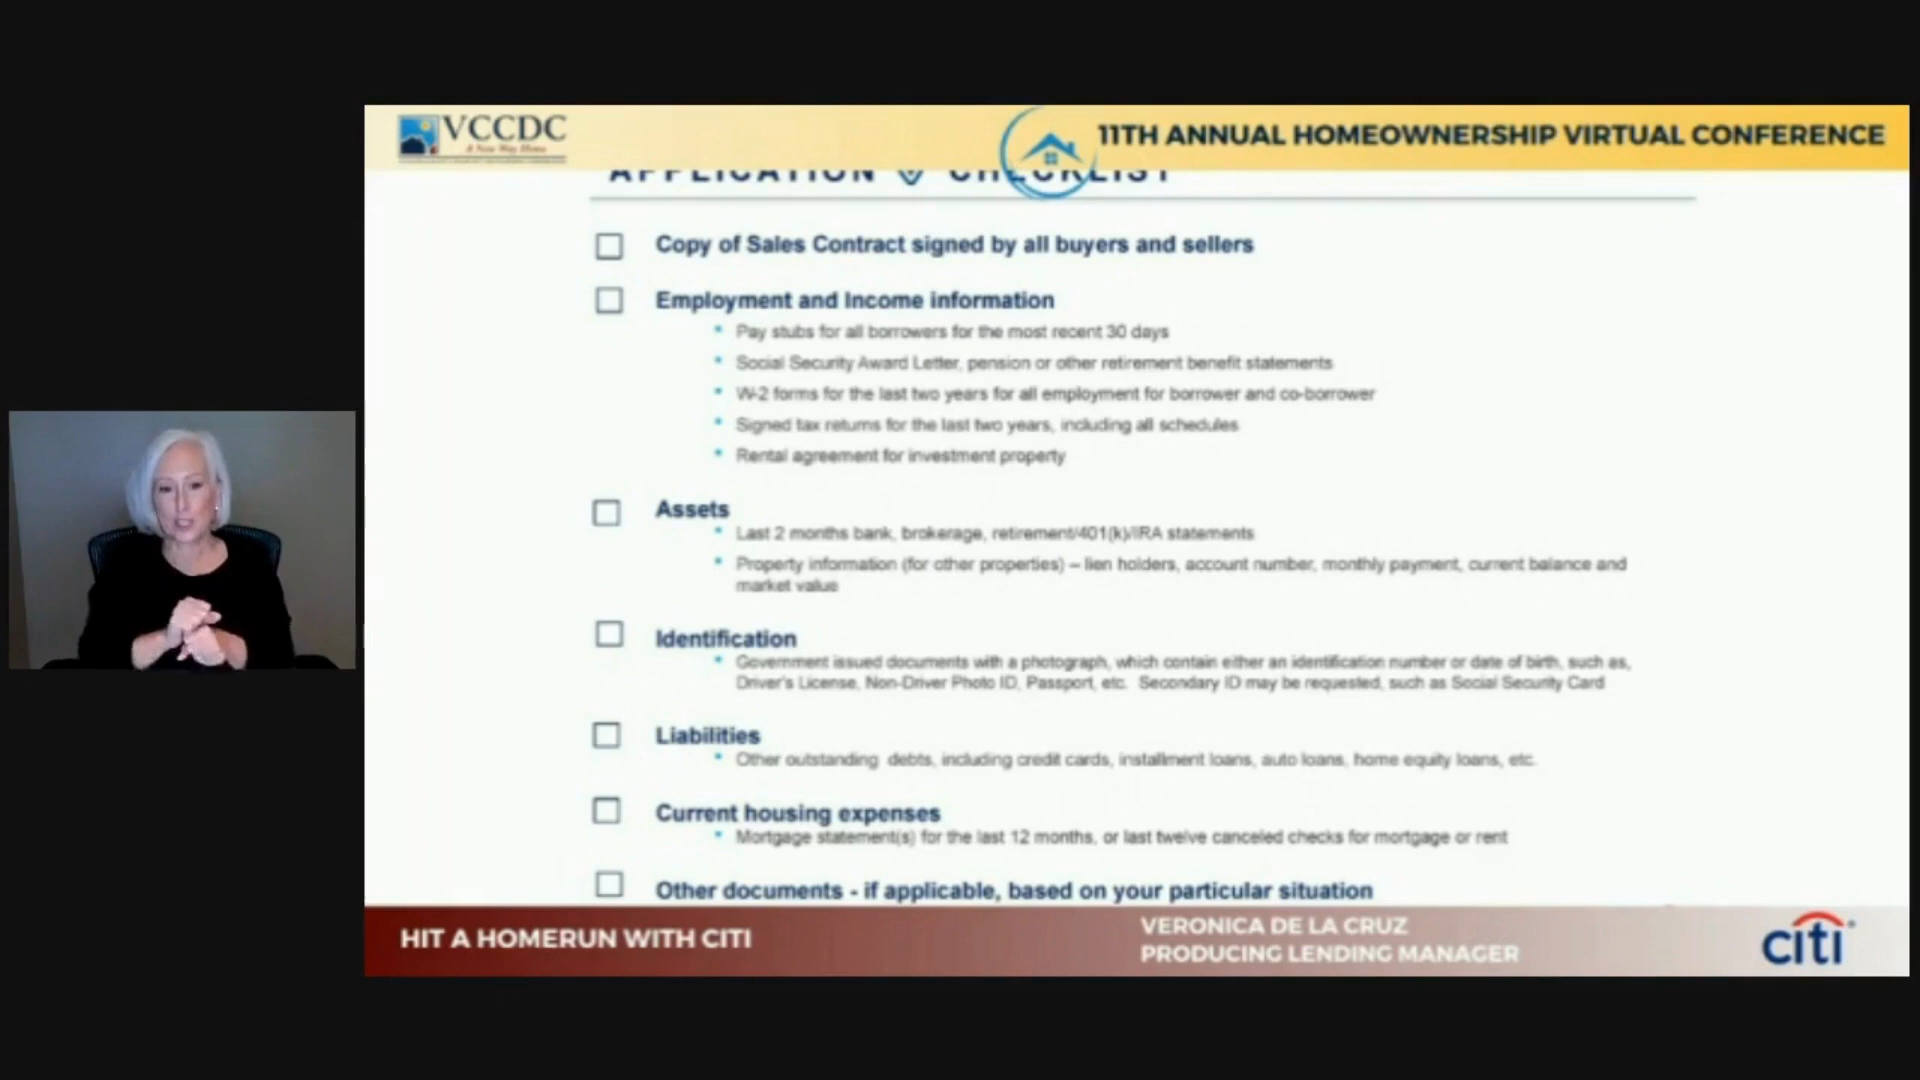 VCCDC
A New Way Home
11TH ANNUAL HOMEOWNERSHIP VIRTUAL CONFERENCE
APPLICATION CHECKLIST
Copy of Sales Contract signed by all buyers and sellers
Employment and Income information
Pay stubs for all borrowers for the most recent 30 days
Social Security Award Letter, pension or other retirement benefit statements
W-2 forms for the last two years for all employment for borrower and co-borrower
Signed tax returns for the last two years, including all schedules
Rental agreement for investment property
Assets
Last 2 months bank, brokerage, retirement/401(k)/IRA statements
Property information (for other properties) – lien holders, account number, monthly payment, current balance and
market value
Identification
Government issued documents with a photograph, which contain either an identification number or date of birth, such as,
Driver's License, Non-Driver Photo ID, Passport, etc. Secondary ID may be requested, such as Social Security Card
Liabilities
Other outstanding debts, including credit cards, installment loans, auto loans, home equity loans, etc.
Current housing expenses
Mortgage statement(s) for the last 12 months, or last twelve canceled checks for mortgage or rent
Other documents - if applicable, based on your particular situation
HIT A HOMERUN WITH CITI
VERONICA DE LA CRUZ
PRODUCING LENDING MANAGER
citi